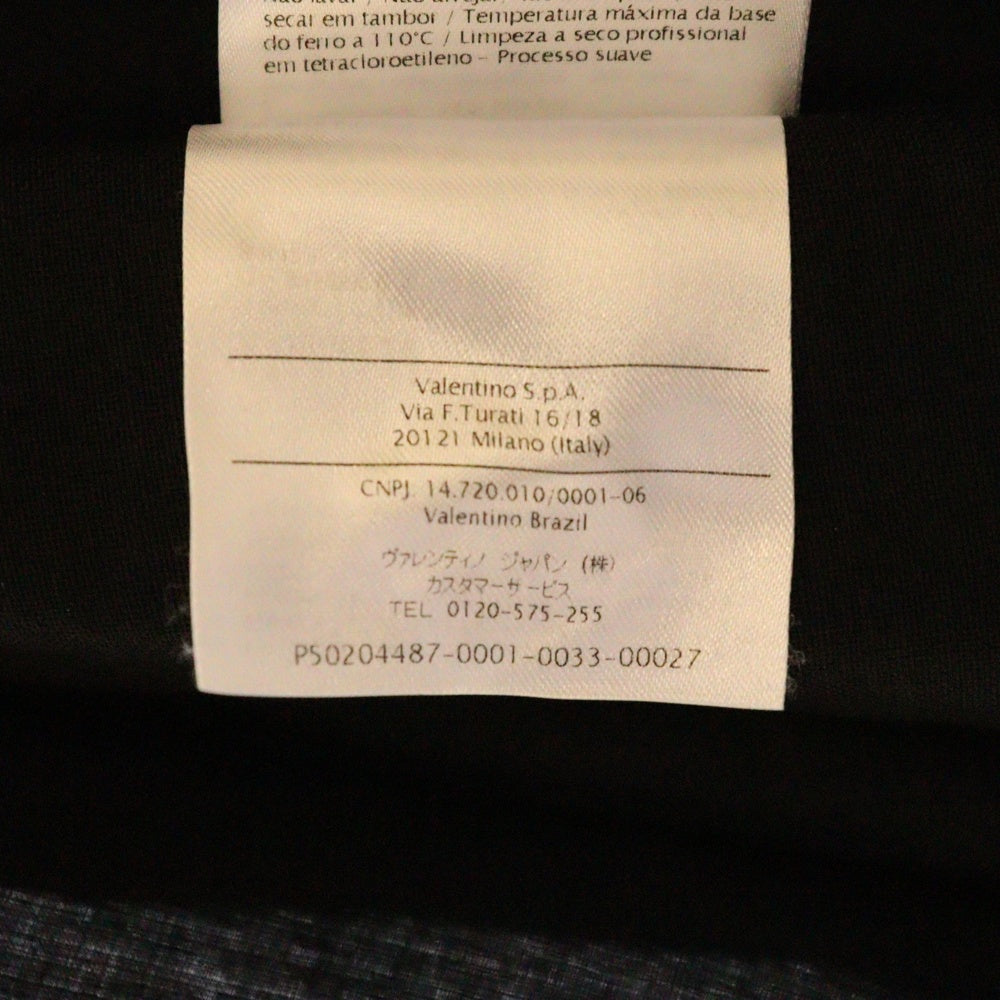 secar em tambor / Temperatura máxima da base
do ferro a 110°C / Limpeza a seco profissional
em tetracloroetileno - Processo suave
Valentino S.p.A.
Via F.Turati 16/18
20121 Milano (Italy)
CNPJ 14.720.010/0001-06
Valentino Brazil
ヴァレンティノ ジャパン (株)
カスタマーサービス
TEL 0120-575-255
P50204487-0001-0033-00027